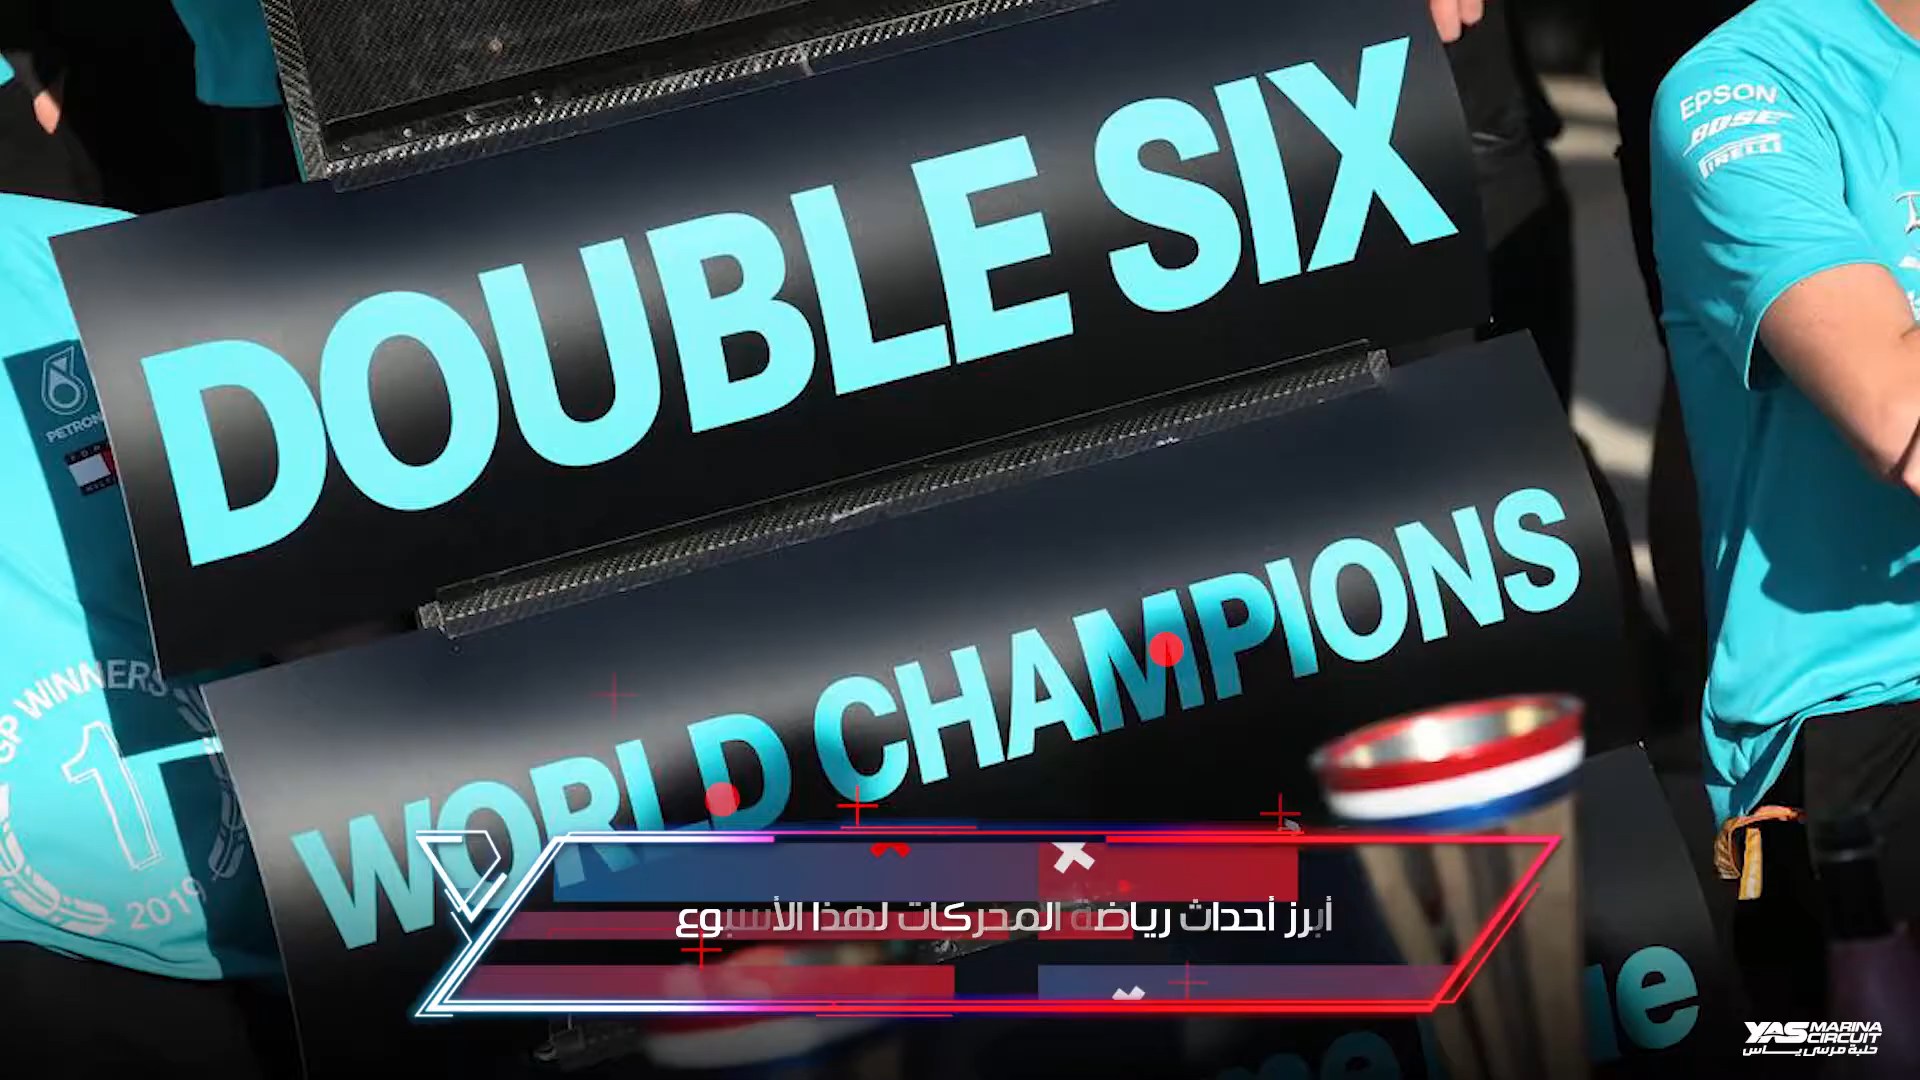 DOUBLE SIX
WORLD CHAMPIONS
EPSON
BOSE
PIRELLI
GP WINNERS
1
2019
أبرز أحداث رياضة المحركات لهذا الأسبوع
YAS MARINA
CIRCUIT
حلبة مرسى ياس